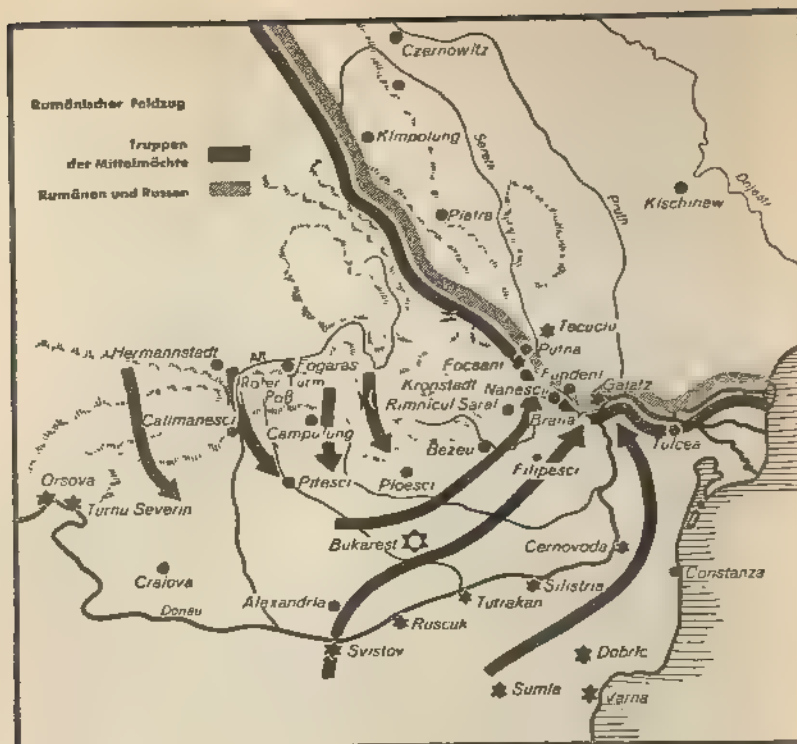 Czernowitz
Rumänischer Feldzug
Truppen
der Mittelmächte
Rumänen und Russen
Kimpolung
Sereth
Pruth
Kischinew
Dnjestr
Piatra
Tecuciu
Putna
Hermannstadt
Alt
Fogaras
Focsani
Fundeni
Roter Turm
Paß
Kronstadt
Nanesci
Galatz
Rimnicul Sarat
Braila
Calimanesci
Campolung
Tulcea
Bezeu
Filipesci
Orsova
Pitesci
Ploesci
Turnu Severin
Bukarest
Cernovoda
Craiova
Constanza
Silistria
Alexandria
Tutrakan
Donau
Ruscuk
Svistov
Dobric
Sumla
Varna